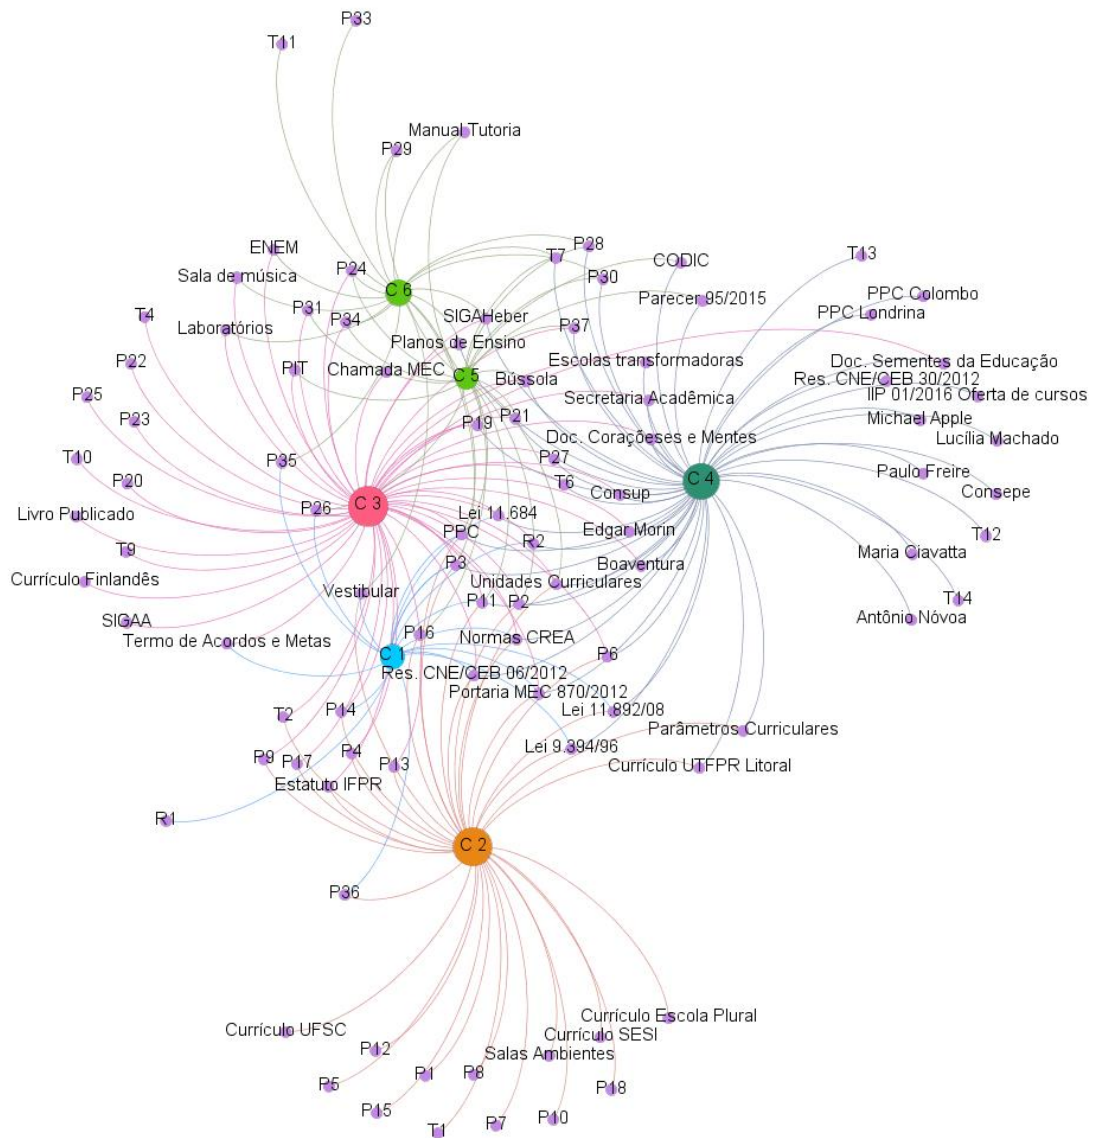 P33
T11
Manual Tutoria
P29
P28
ENEM
T7
T13
CODIC
P24
Sala de música
P30
C 6
PPC Colombo
Parecer 95/2015
P31
PPC Londrina
T4
SIGAHeber
P34
Laboratórios
P37
Planos de Ensino
P22
Escolas transformadoras
Doc. Sementes da Educação
PIT
Chamada MEC
C 5
Bússola
Res. CNE/CEB 30/2012
P25
IIP 01/2016 Oferta de cursos
Secretaria Acadêmica
P23
P19
P21
Michael Apple
Doc. Coraçõeses e Mentes
Lucília Machado
T10
P35
P27
Paulo Freire
P20
T6
C 4
Consup
Consepe
C 3
P26
Livro Publicado
Lei 11.684
PPC
Edgar Morin
R2
T12
T9
Maria Ciavatta
P3
Boaventura
Currículo Finlandês
Unidades Curriculares
Vestibular
P11
P2
T14
SIGAA
Antônio Nóvoa
P16
Termo de Acordos e Metas
Normas CREA
C 1
P6
Res. CNE/CEB 06/2012
Portaria MEC 870/2012
Lei 11.892/08
P14
T2
Parâmetros Curriculares
Lei 9.394/96
P4
P9
P17
P13
Currículo UTFPR Litoral
Estatuto IFPR
R1
C 2
P36
Currículo Escola Plural
Currículo UFSC
Currículo SESI
P12
Salas Ambientes
P1
P8
P5
P18
P15
P10
P7
T1